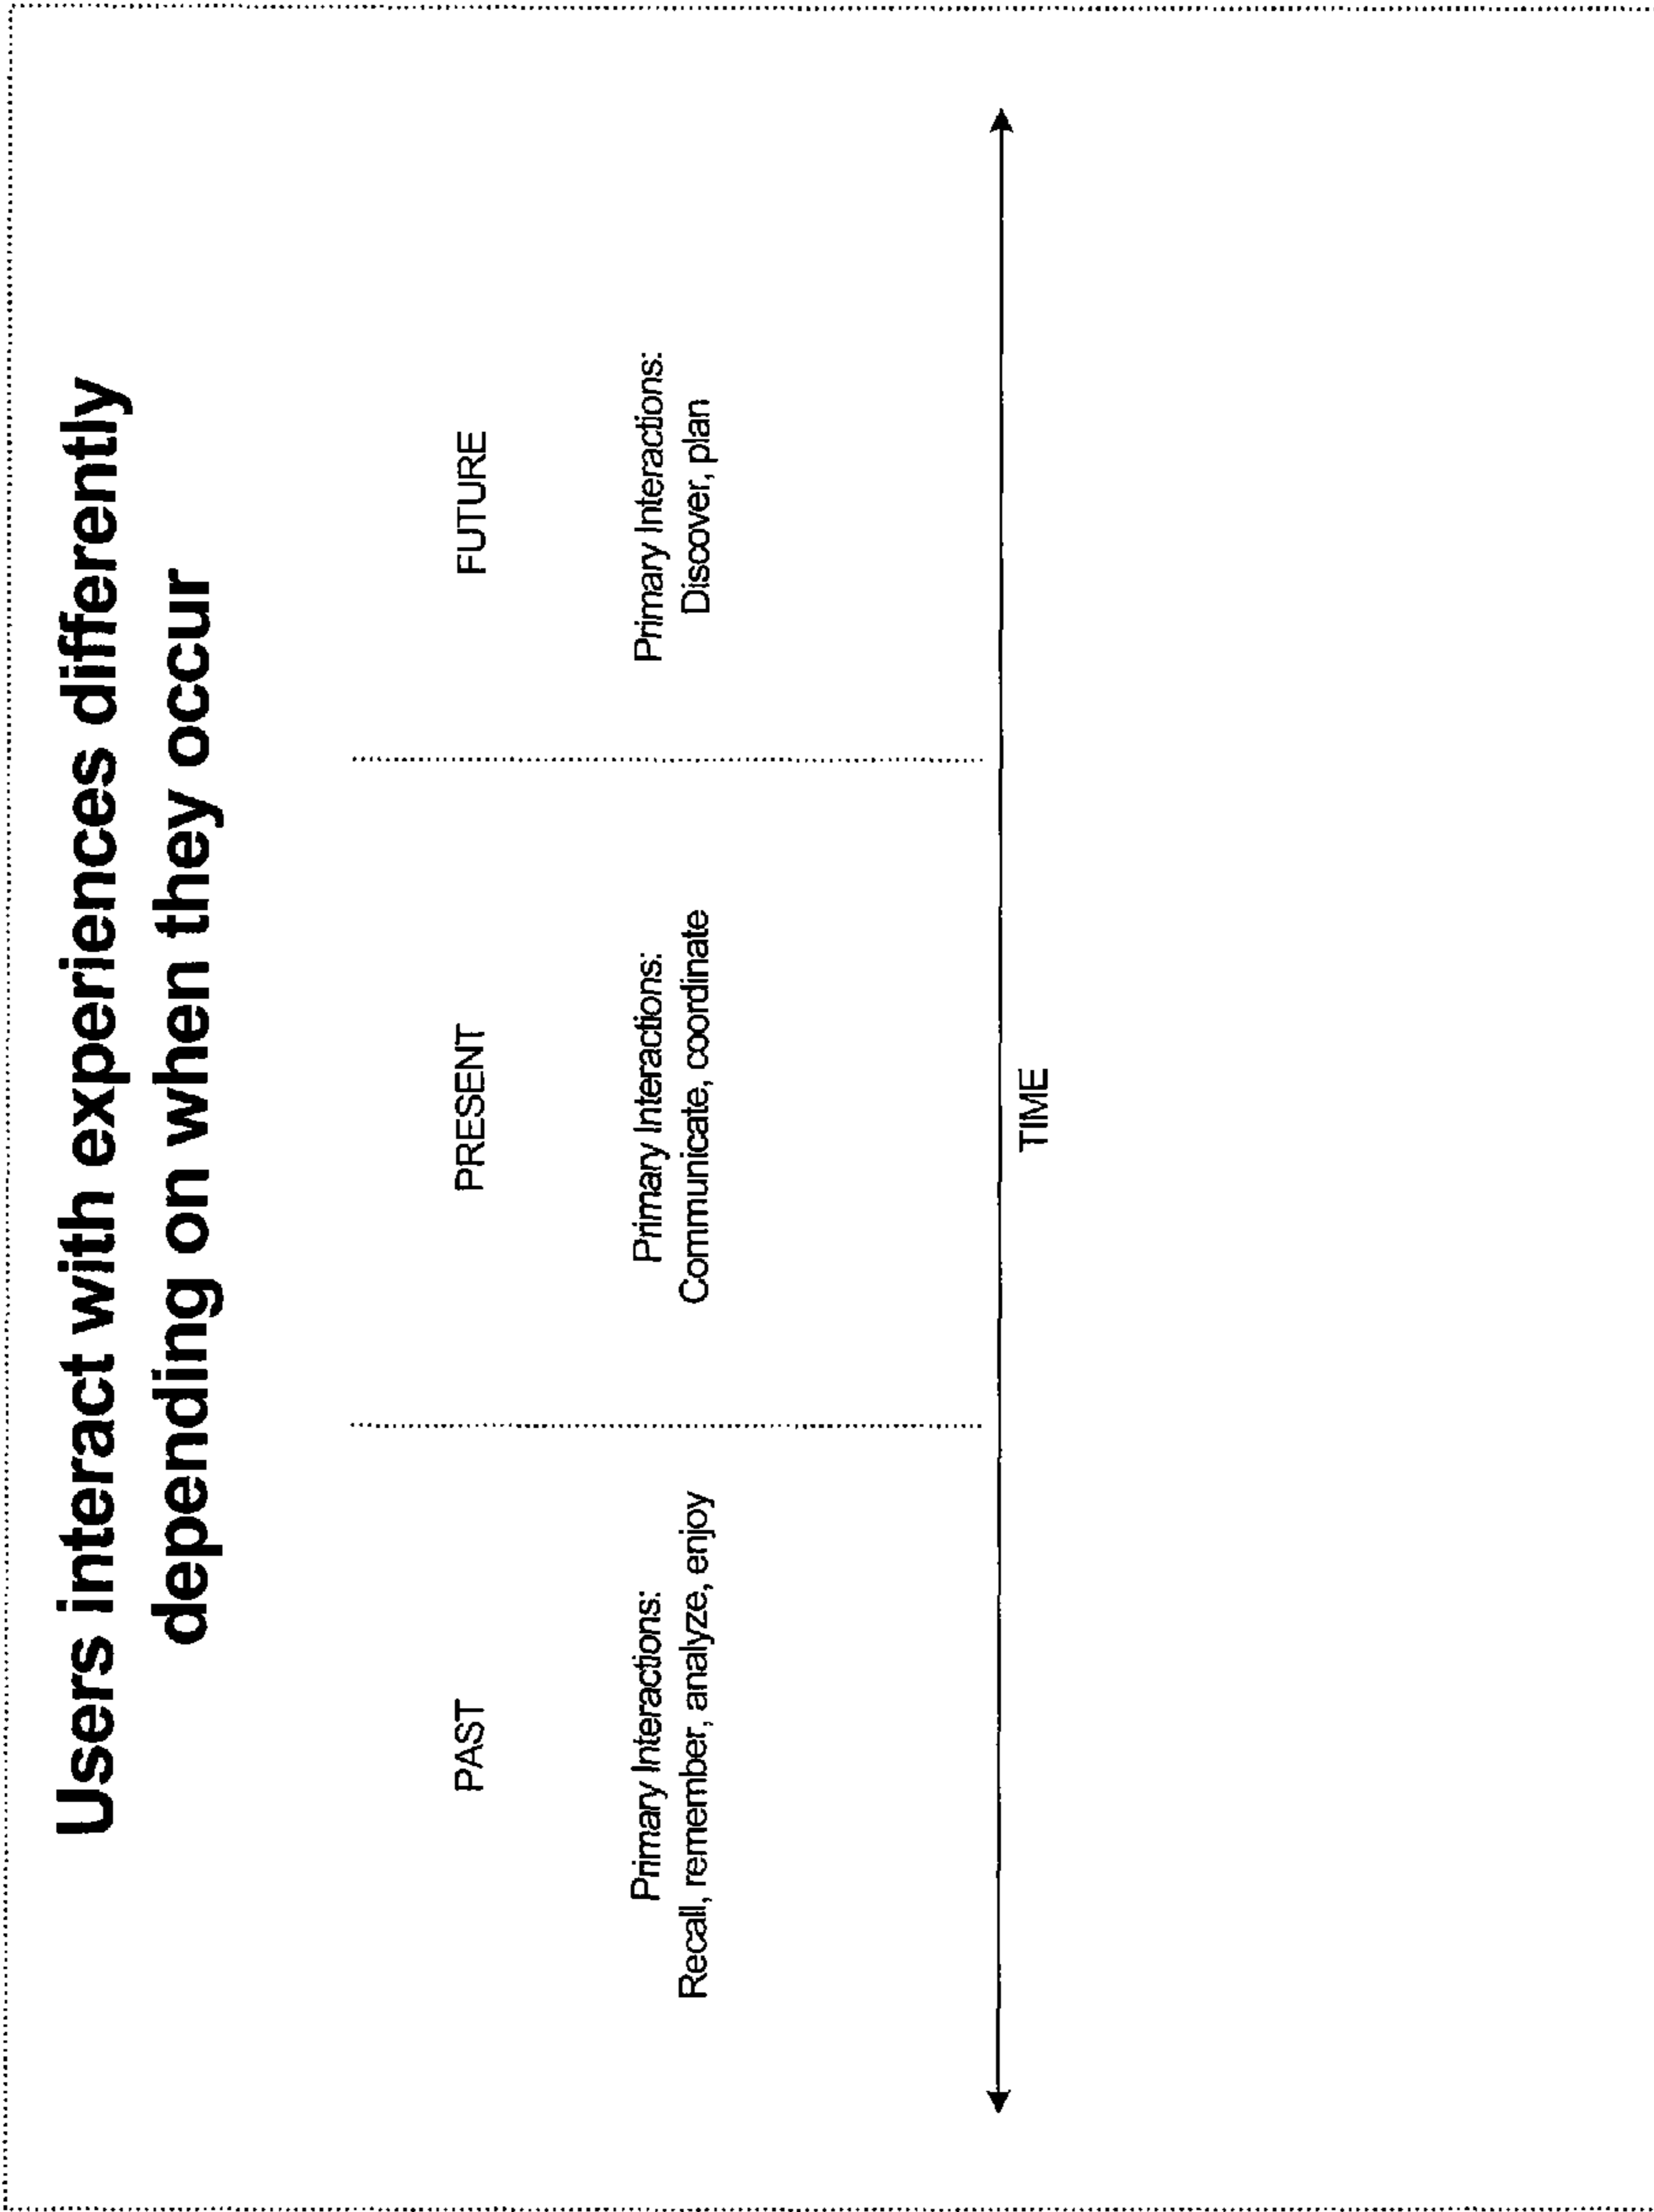 Users interact with experiences differently
depending on when they occur
PAST
Primary Interactions:
Recall, remember, analyze, enjoy
PRESENT
Primary Interactions:
Communicate, coordinate
FUTURE
Primary Interactions:
Discover, plan
TIME